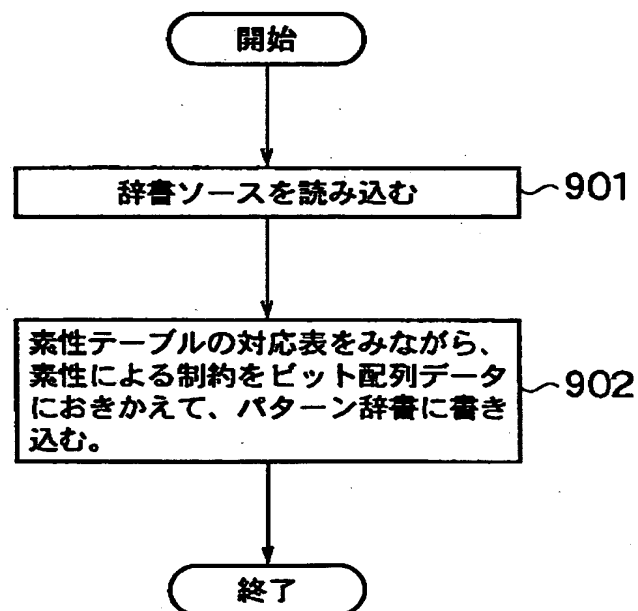 開始
辞書ソースを読み込む
901
素性テーブルの対応表をみながら、
素性による制約をビット配列データ
におきかえて、パターン辞書に書き
込む。
902
終了